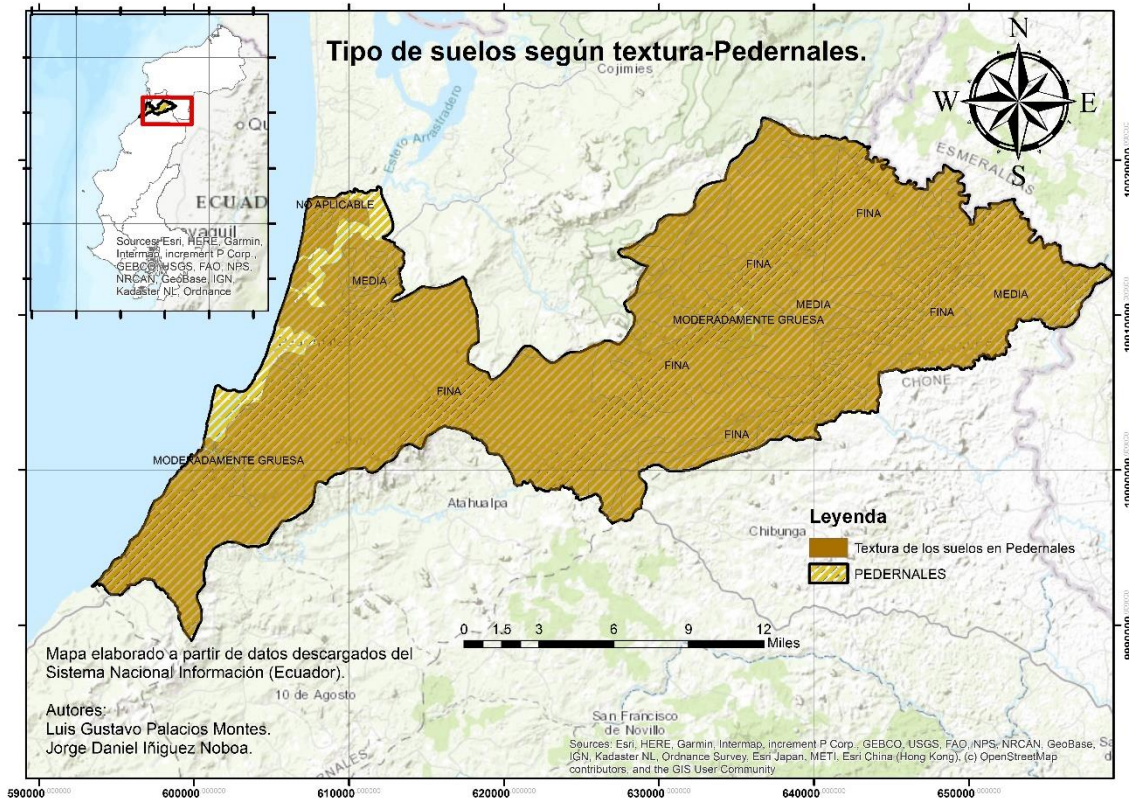 Tipo de suelos según textura-Pedernales.
Cojimies
Estero Arrastradero
N
W
E
S
ESMERALDAS
ECUAD
Sources: Esri, HERE, Garmin,
Intermap, increment P Corp.,
GEBCO, USGS, FAO, NPS,
NRCAN, GeoBase, IGN,
Kadaster NL, Ordnance
NO APLICABLE
MEDIA
FINA
FINA
MEDIA
MEDIA
MODERADAMENTE GRUESA
FINA
FINA
FINA
CHONE
FINA
MODERADAMENTE GRUESA
Atahualpa
Chibunga
Leyenda
Textura de los suelos en Pedernales
PEDERNALES
0 1.5 3 6 9 12
Miles
Mapa elaborado a partir de datos descargados del
Sistema Nacional Información (Ecuador).
Autores:
Luis Gustavo Palacios Montes.
Jorge Daniel Iñiguez Noboa.
10 de Agosto
San Francisco
de Novillo
Sources: Esri, HERE, Garmin, Intermap, increment P Corp., GEBCO, USGS, FAO, NPS, NRCAN, GeoBase,
IGN, Kadaster NL, Ordnance Survey, Esri Japan, METI, Esri China (Hong Kong), (c) OpenStreetMap
contributors, and the GIS User Community
590000 600000 610000 620000 630000 640000 650000